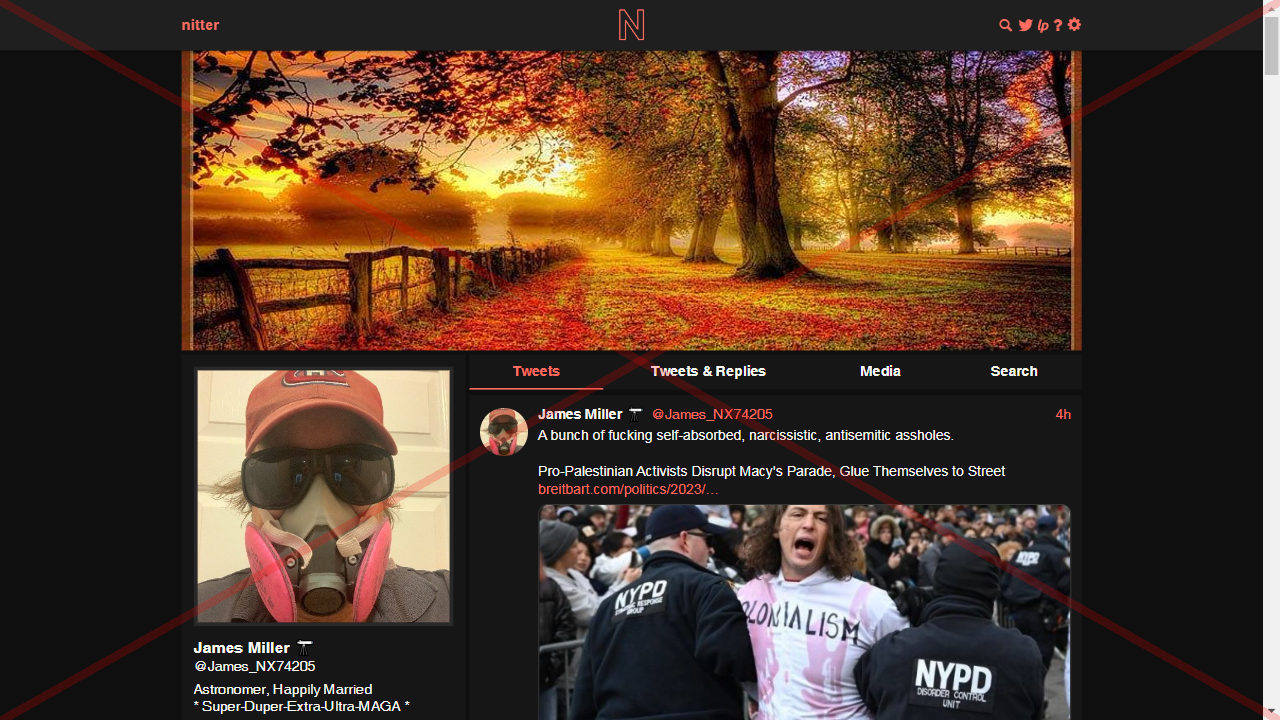 nitter
N
lp ?
Tweets
Tweets & Replies
Media
Search
James Miller
@James_NX74205
4h
A bunch of fucking self-absorbed, narcissistic, antisemitic assholes.
Pro-Palestinian Activists Disrupt Macy's Parade, Glue Themselves to Street
breitbart.com/politics/2023/…
NYPD
STRATEGIC RESPONSE
GROUP
COLONIALISM
NYPD
NYPD
DISORDER CONTROL
UNIT
James Miller
@James_NX74205
Astronomer, Happily Married
* Super-Duper-Extra-Ultra-MAGA *